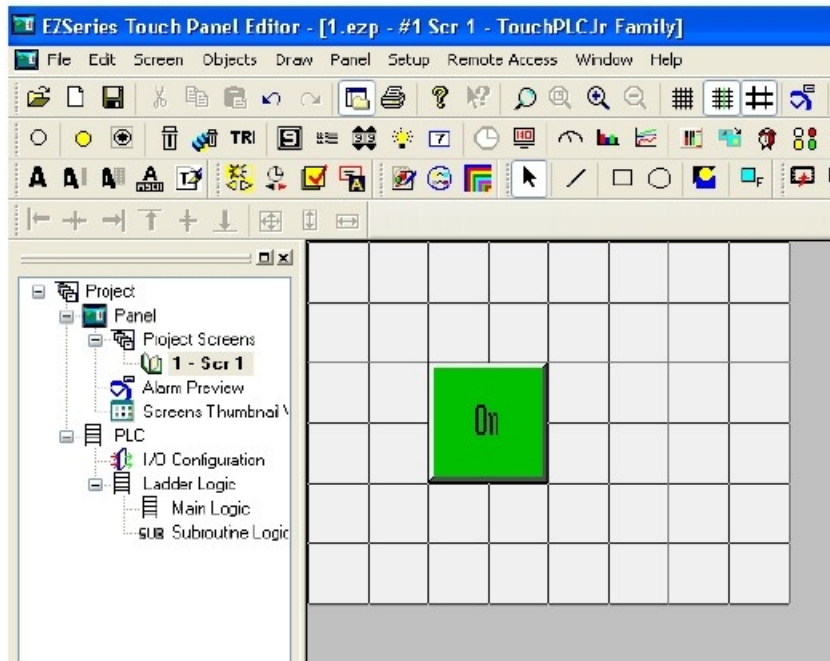 EZSeries Touch Panel Editor - [1.ezp - #1 Scr 1 - TouchPLCJr Family]
File Edit Screen Objects Draw Panel Setup Remote Access Window Help
TRI
A A A
F
Project
Panel
Project Screens
1 - Scr 1
Alarm Preview
Screens Thumbnail V
PLC
I/O Configuration
Ladder Logic
Main Logic
SUB Subroutine Logic
On